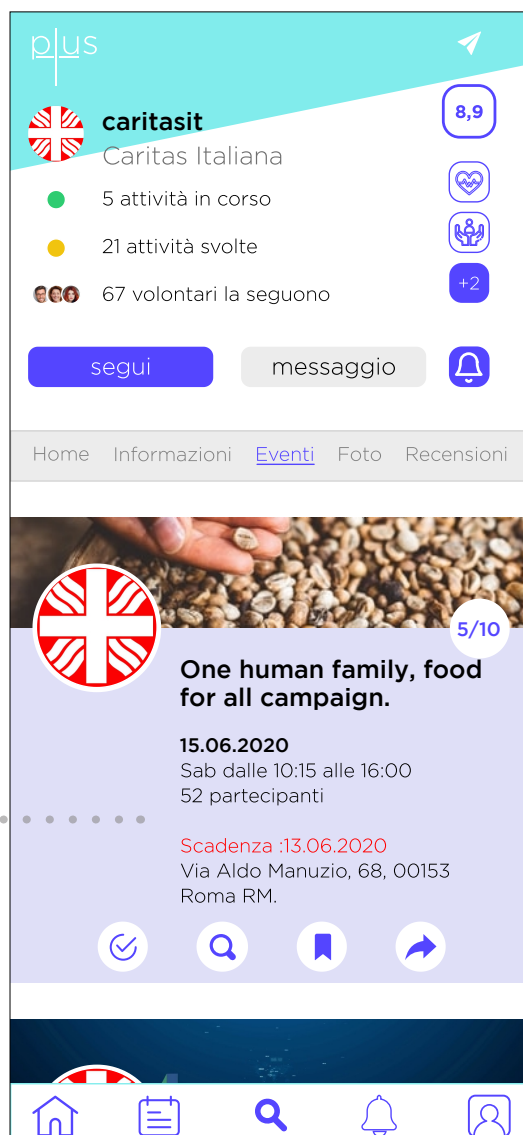 plus
8,9
caritasit
Caritas Italiana
5 attività in corso
21 attività svolte
67 volontari la seguono
+2
segui
messaggio
Home Informazioni Eventi Foto Recensioni
5/10
One human family, food
for all campaign.
15.06.2020
Sab dalle 10:15 alle 16:00
52 partecipanti
Scadenza :13.06.2020
Via Aldo Manuzio, 68, 00153
Roma RM.